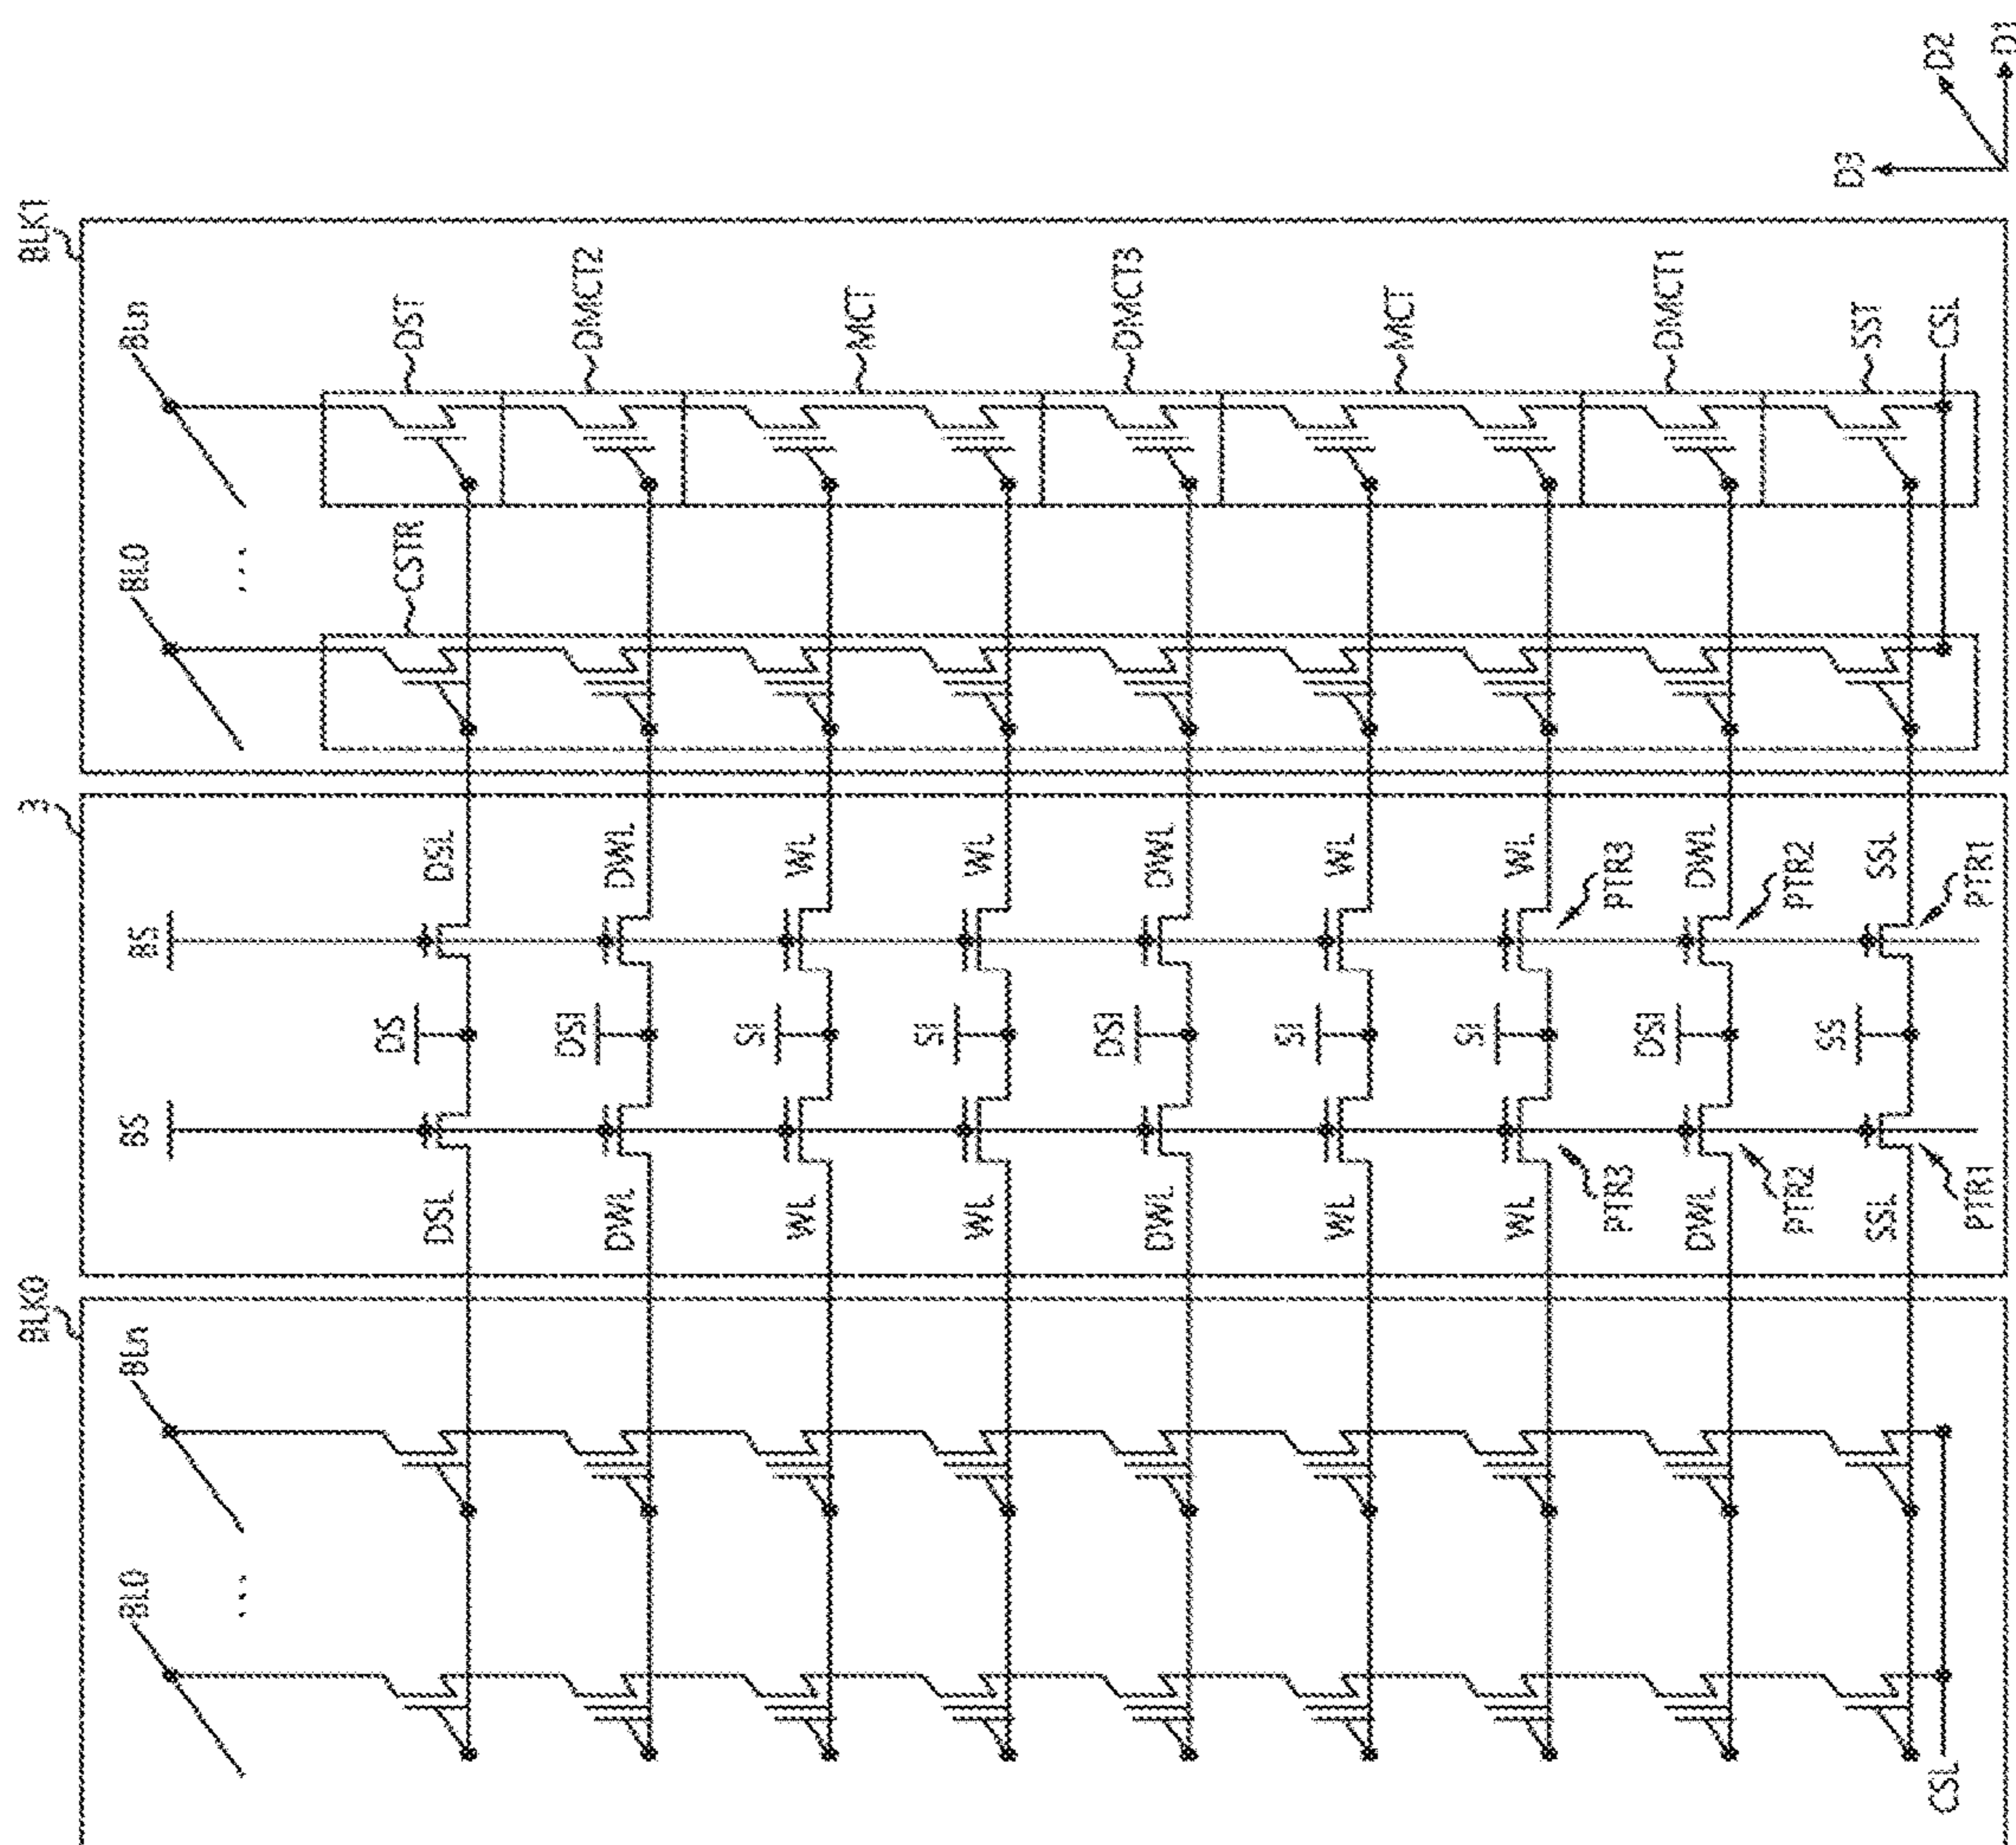 BLK0 3 BLK1
BL0 ... BLn BS BS BL0 ... BLn
DSL DS DSL CSTR DST
DWL DSI DWL DMCT2
WL SI WL MCT
WL SI WL
DWL DSI DWL DMCT3
WL SI WL MCT
WL SI WL
PTR3 PTR3
DWL DSI DWL DMCT1
PTR2 PTR2
SSL SS SSL SST
PTR1 PTR1
CSL CSL
D3
D2
D1